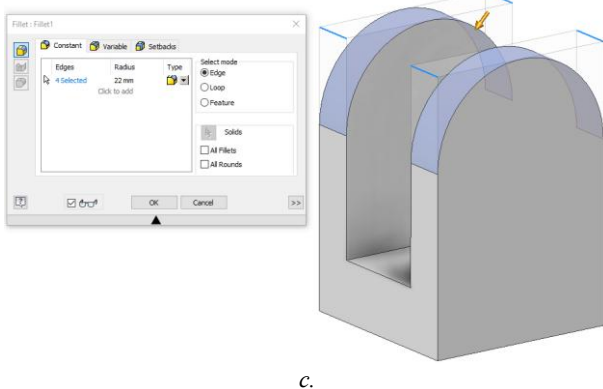 Fillet : Fillet1
Constant Variable Setbacks
Edges Radius Type
4 Selected 22 mm
Click to add
Select mode
Edge
Loop
Feature
Solids
All Fillets
All Rounds
OK Cancel >>
c.